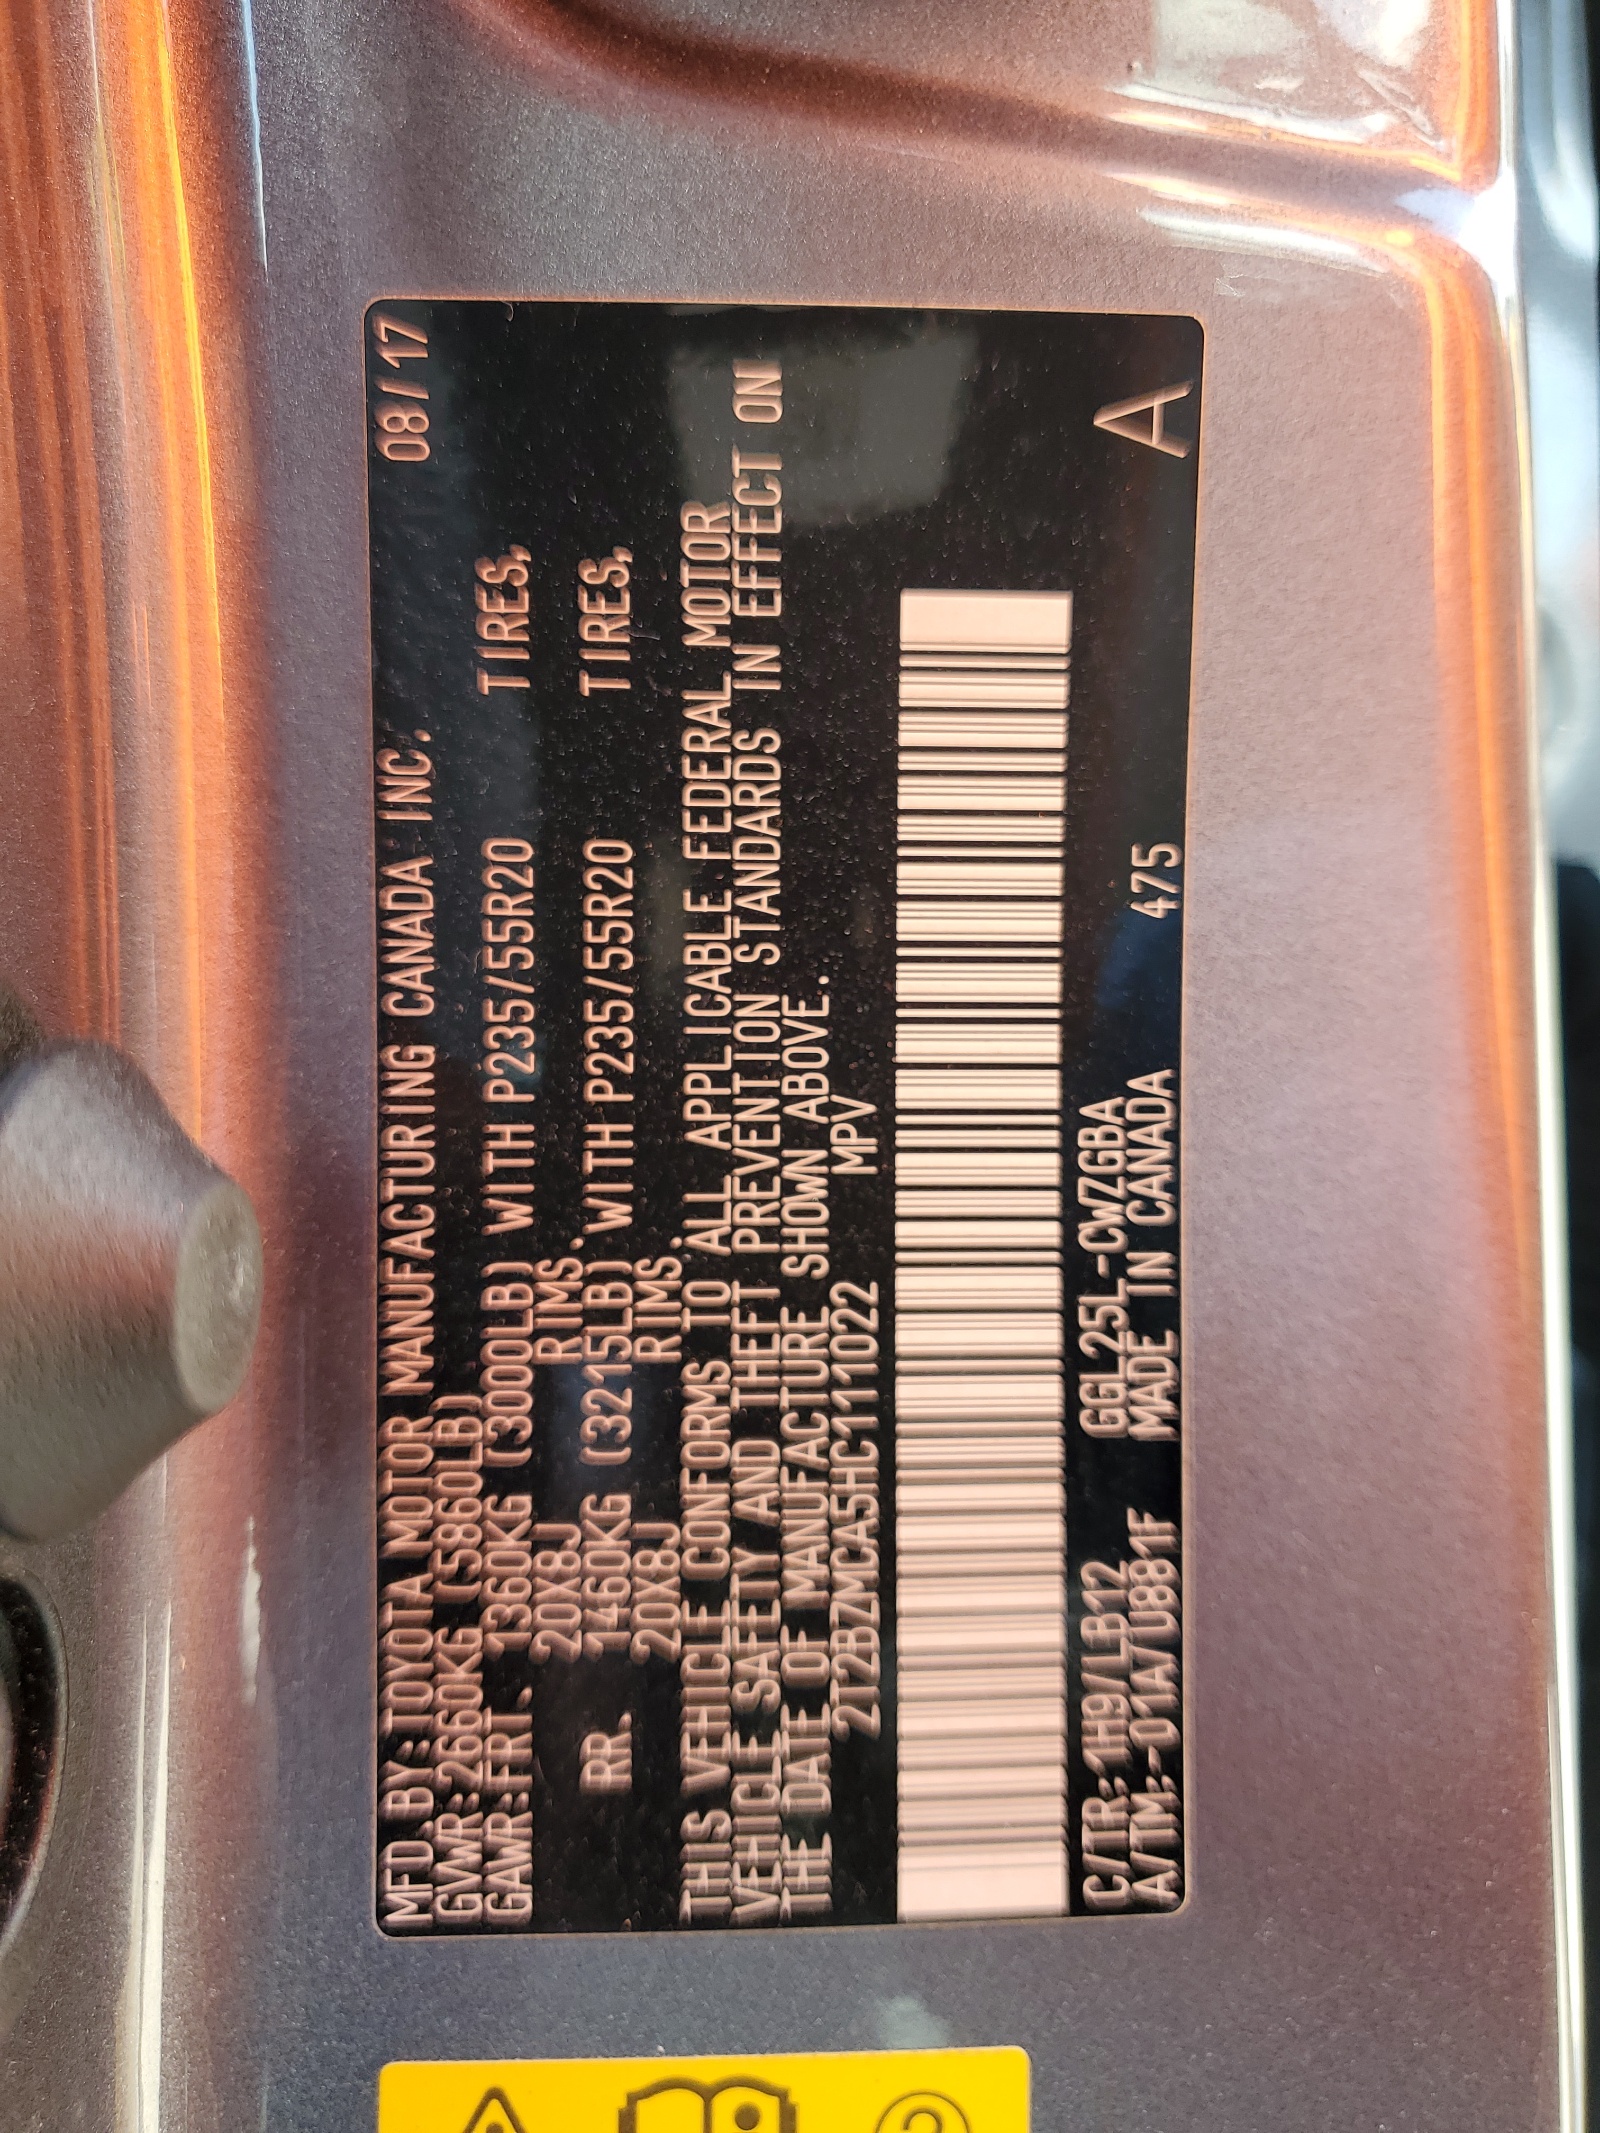 MFD.BY:TOYOTA MOTOR MANUFACTURING CANADA INC. 08/17
GVWR:2660KG (5860LB)
GAWR:FRT. 1360KG (3000LB) WITH P235/55R20 TIRES,
20X8J RIMS.
RR. 1460KG (3215LB) WITH P235/55R20 TIRES,
20X8J RIMS.
THIS VEHICLE CONFORMS TO ALL APPLICABLE FEDERAL MOTOR
VEHICLE SAFETY AND THEFT PREVENTION STANDARDS IN EFFECT ON
THE DATE OF MANUFACTURE SHOWN ABOVE.
2T2BZMCA5HC111022 MPV
C/TR:1H9/LB12 GGL25L-CWZGBA
A/TM:-01A/U881F MADE IN CANADA 475
A
?